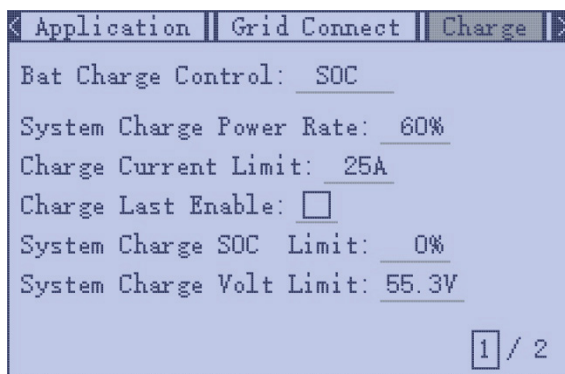 Application Grid Connect Charge
Bat Charge Control: SOC
System Charge Power Rate: 60%
Charge Current Limit: 25A
Charge Last Enable:
System Charge SOC Limit: 0%
System Charge Volt Limit: 55.3V
1 / 2